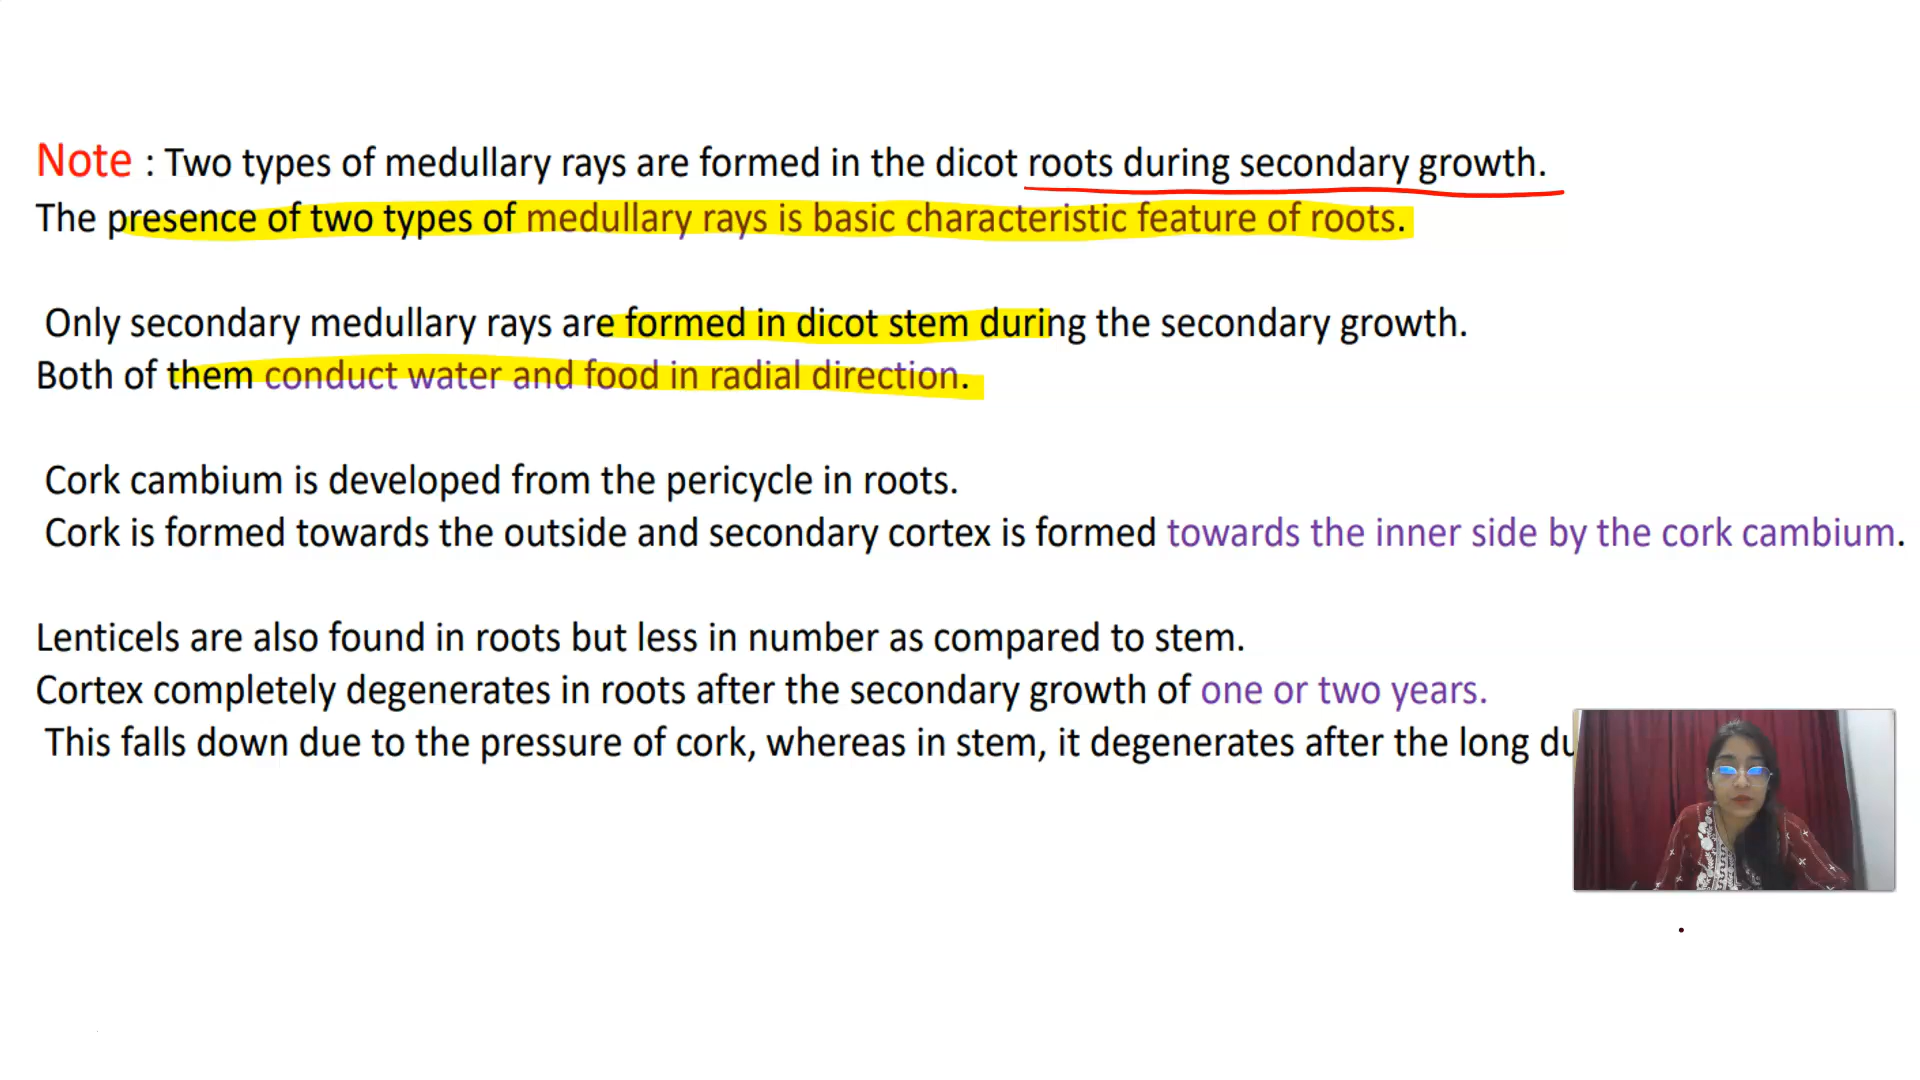 Note : Two types of medullary rays are formed in the dicot roots during secondary growth.
The presence of two types of medullary rays is basic characteristic feature of roots.
Only secondary medullary rays are formed in dicot stem during the secondary growth.
Both of them conduct water and food in radial direction.
Cork cambium is developed from the pericycle in roots.
Cork is formed towards the outside and secondary cortex is formed towards the inner side by the cork cambium.
Lenticels are also found in roots but less in number as compared to stem.
Cortex completely degenerates in roots after the secondary growth of one or two years.
This falls down due to the pressure of cork, whereas in stem, it degenerates after the long